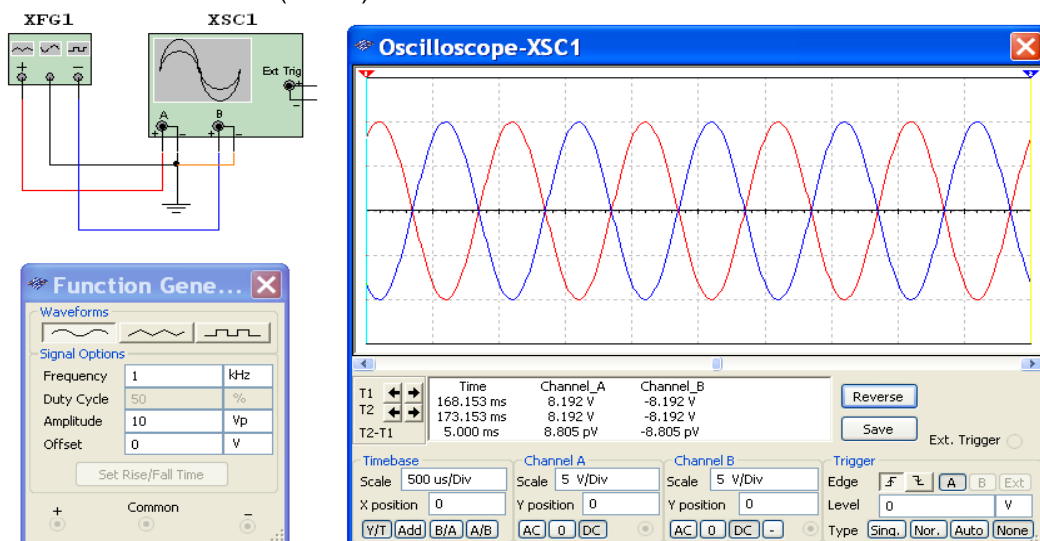 XFG1
XSC1
Ext Trig
+
-
A
B
+ -
+ -
+
-
Oscilloscope-XSC1
1
2
Time Channel_A Channel_B
T1 168.153 ms 8.192 V -8.192 V
T2 173.153 ms 8.192 V -8.192 V
T2-T1 5.000 ms 8.805 pV -8.805 pV
Reverse
Save
Ext. Trigger
Timebase
Scale 500 us/Div
X position 0
Y/T Add B/A A/B
Channel A
Scale 5 V/Div
Y position 0
AC 0 DC
Channel B
Scale 5 V/Div
Y position 0
AC 0 DC -
Trigger
Edge A B Ext
Level 0 V
Type Sing. Nor. Auto None
Function Gene...
Waveforms
Signal Options
Frequency 1 kHz
Duty Cycle 50 %
Amplitude 10 Vp
Offset 0 V
Set Rise/Fall Time
+ Common -